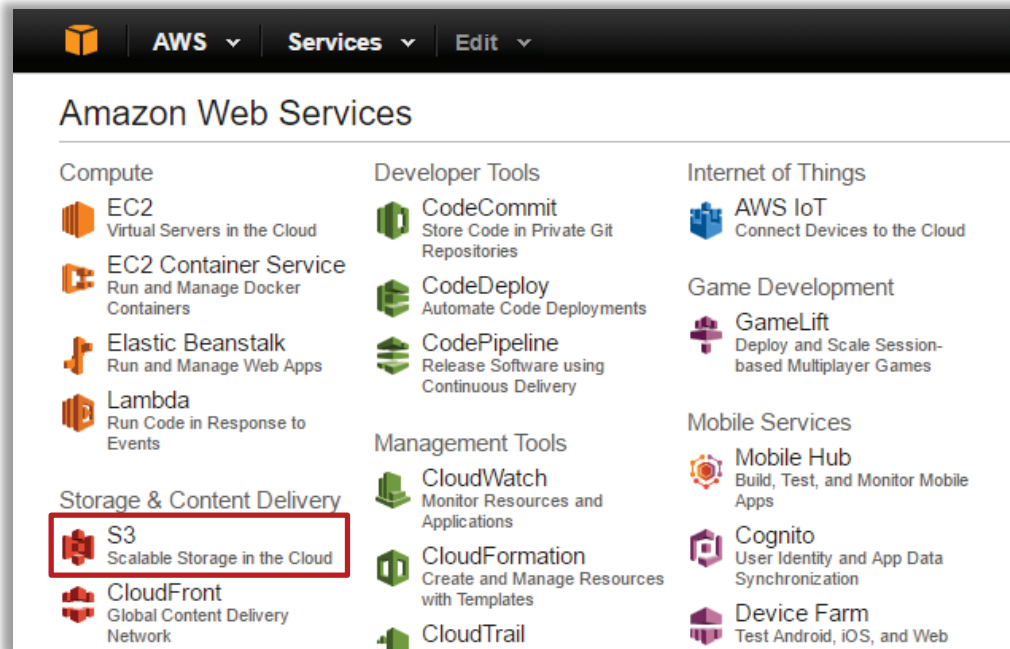 AWS Services Edit
Amazon Web Services
Compute
EC2
Virtual Servers in the Cloud
EC2 Container Service
Run and Manage Docker
Containers
Elastic Beanstalk
Run and Manage Web Apps
Lambda
Run Code in Response to
Events
Storage & Content Delivery
S3
Scalable Storage in the Cloud
CloudFront
Global Content Delivery
Network
Developer Tools
CodeCommit
Store Code in Private Git
Repositories
CodeDeploy
Automate Code Deployments
CodePipeline
Release Software using
Continuous Delivery
Management Tools
CloudWatch
Monitor Resources and
Applications
CloudFormation
Create and Manage Resources
with Templates
CloudTrail
Internet of Things
AWS IoT
Connect Devices to the Cloud
Game Development
GameLift
Deploy and Scale Session-
based Multiplayer Games
Mobile Services
Mobile Hub
Build, Test, and Monitor Mobile
Apps
Cognito
User Identity and App Data
Synchronization
Device Farm
Test Android, iOS, and Web